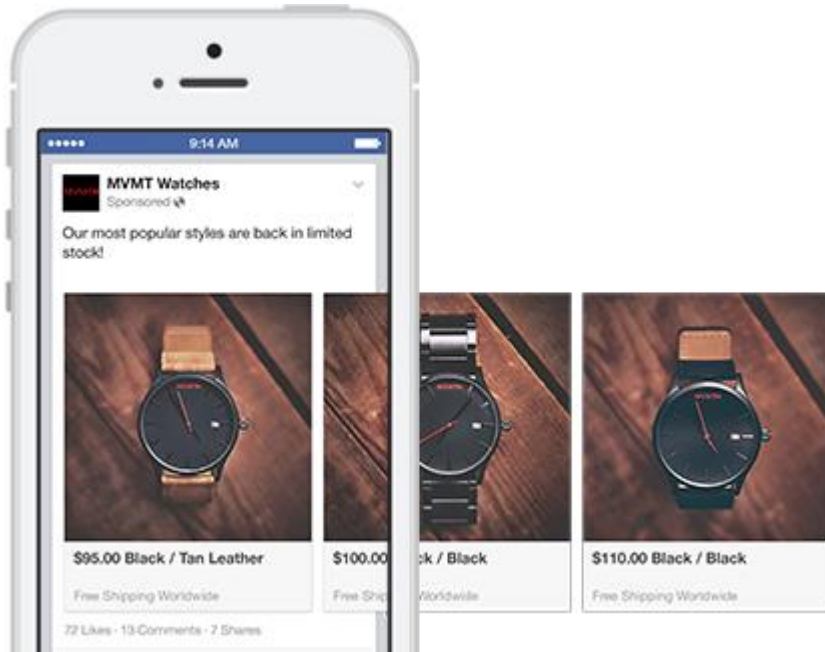 9:14 AM
MVMT Watches
Sponsored
Our most popular styles are back in limited
stock!
$95.00 Black / Tan Leather
Free Shipping Worldwide
$100.00 ck / Black
Free Ship Worldwide
$110.00 Black / Black
Free Shipping Worldwide
72 Likes · 13 Comments · 7 Shares